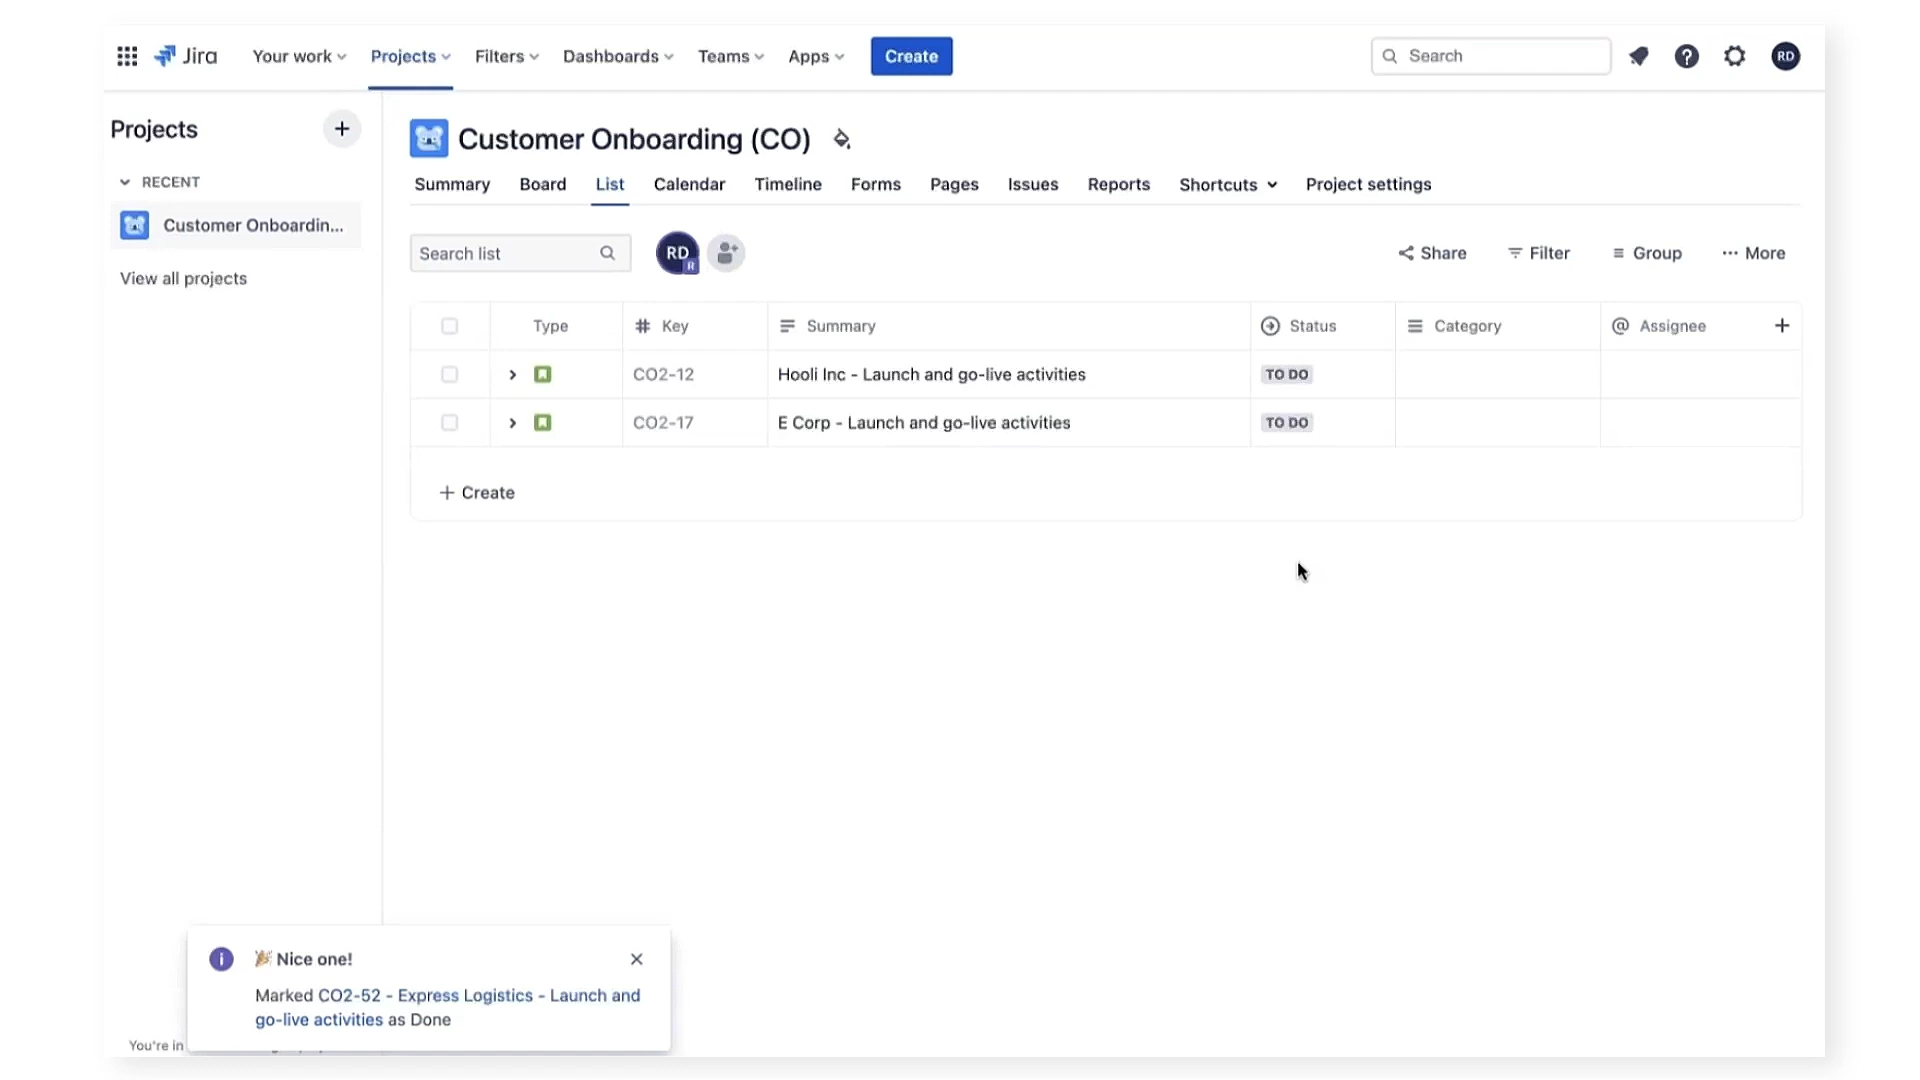 Jira Your work Projects Filters Dashboards Teams Apps Create Search RD
Projects
RECENT
Customer Onboardin...
View all projects
Customer Onboarding (CO)
Summary Board List Calendar Timeline Forms Pages Issues Reports Shortcuts Project settings
Search list RD R Share Filter Group More
Type Key Summary Status Category Assignee
CO2-12 Hooli Inc - Launch and go-live activities TO DO
CO2-17 E Corp - Launch and go-live activities TO DO
+ Create
Nice one!
Marked CO2-52 - Express Logistics - Launch and
go-live activities as Done
You're in